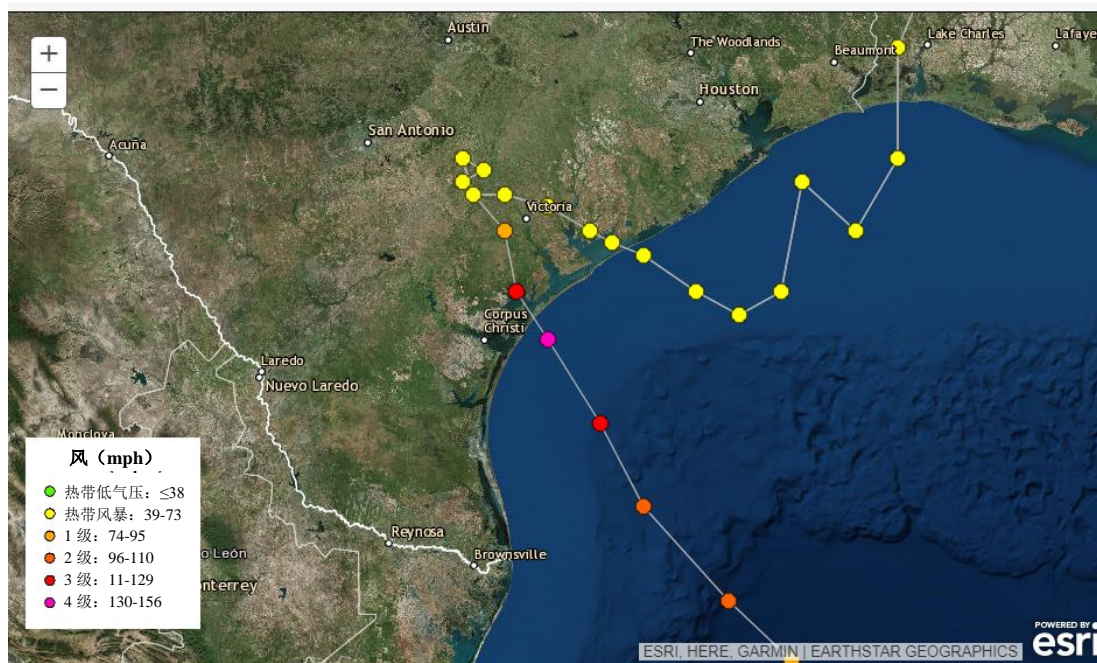 +
−
Austin
The Woodlands
Beaumont
Lake Charles
Lafaye
Houston
San Antonio
Acuña
Victoria
Corpus
Christi
Laredo
Nuevo Laredo
Monclova
风（mph）
热带低气压：≤38
热带风暴：39-73
1 级：74-95
2 级：96-110
3 级：11-129
4 级：130-156
Reynosa
Brownsville
o León
onterrey
POWERED BY
esri
ESRI, HERE, GARMIN | EARTHSTAR GEOGRAPHICS